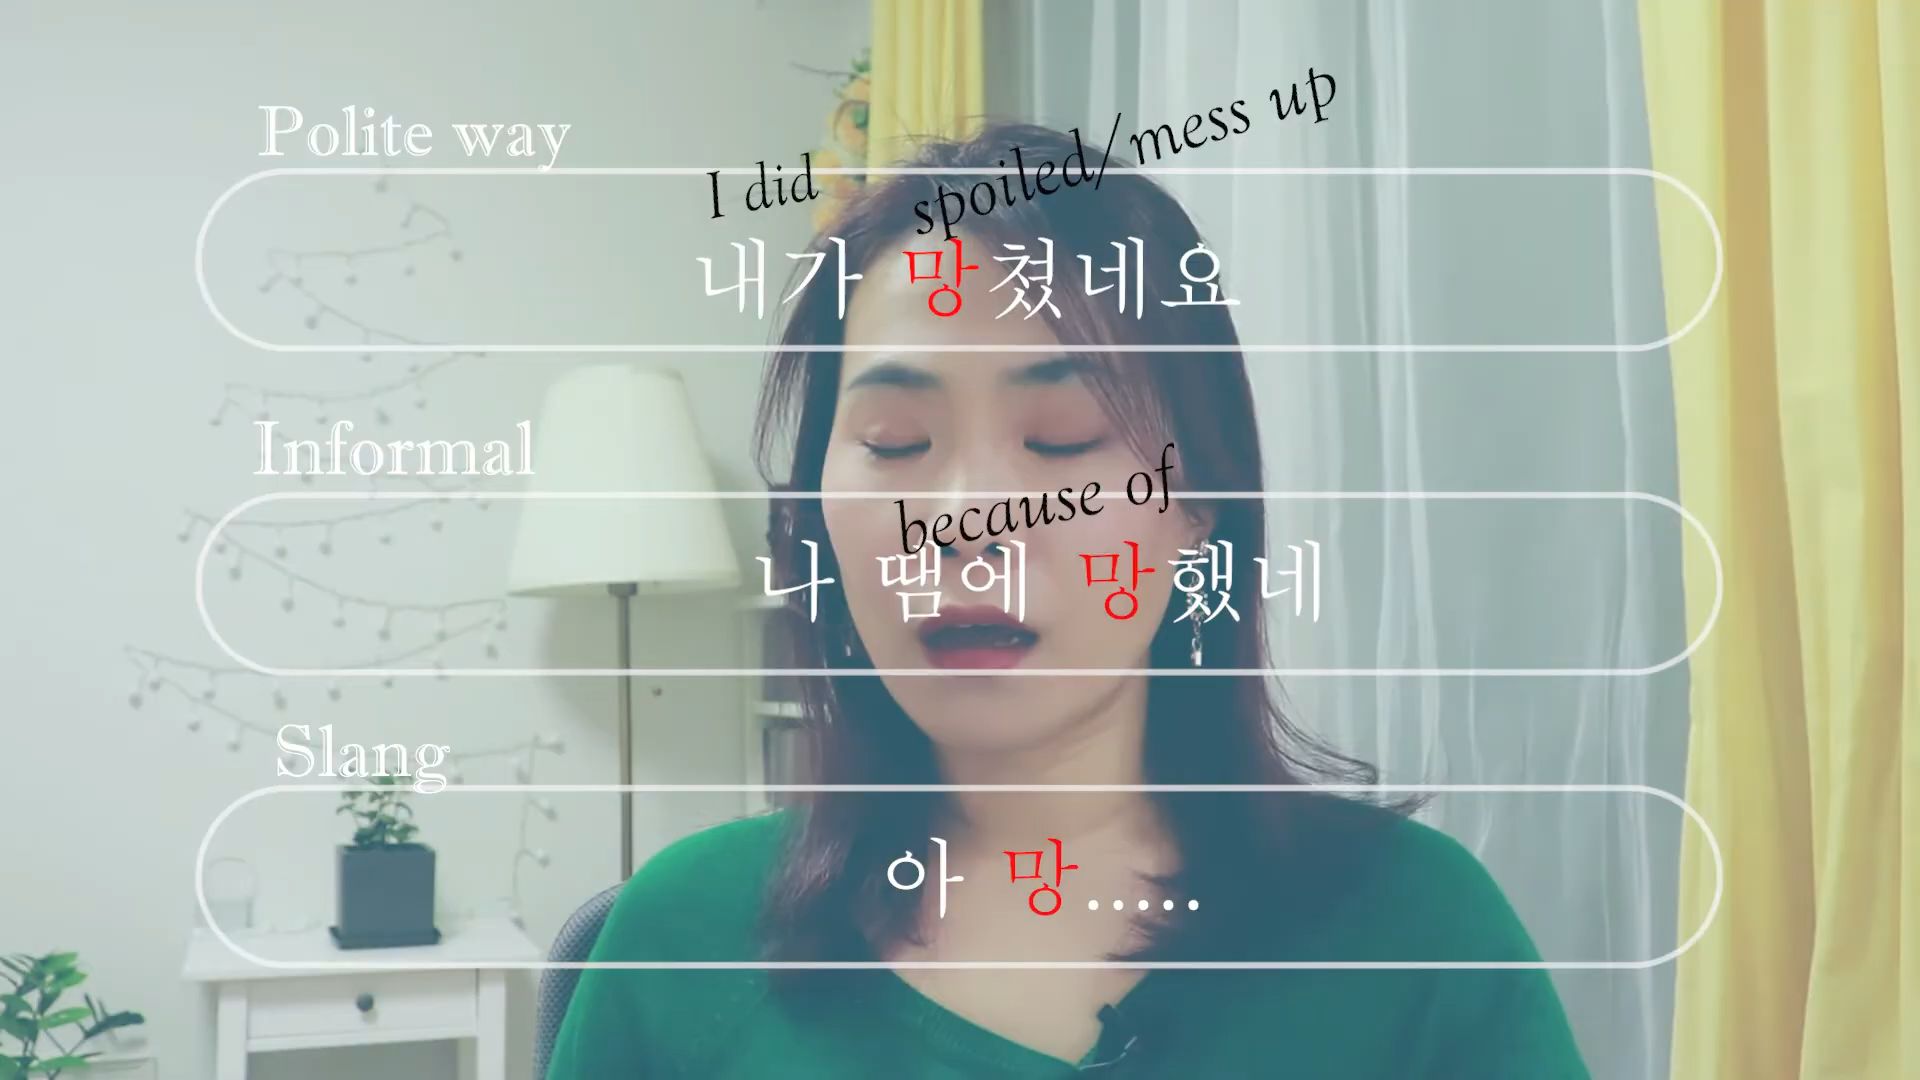 Polite way
I did spoiled/mess up
내가 망쳤네요
Informal
because of
나 땜에 망했네
Slang
아 망.....